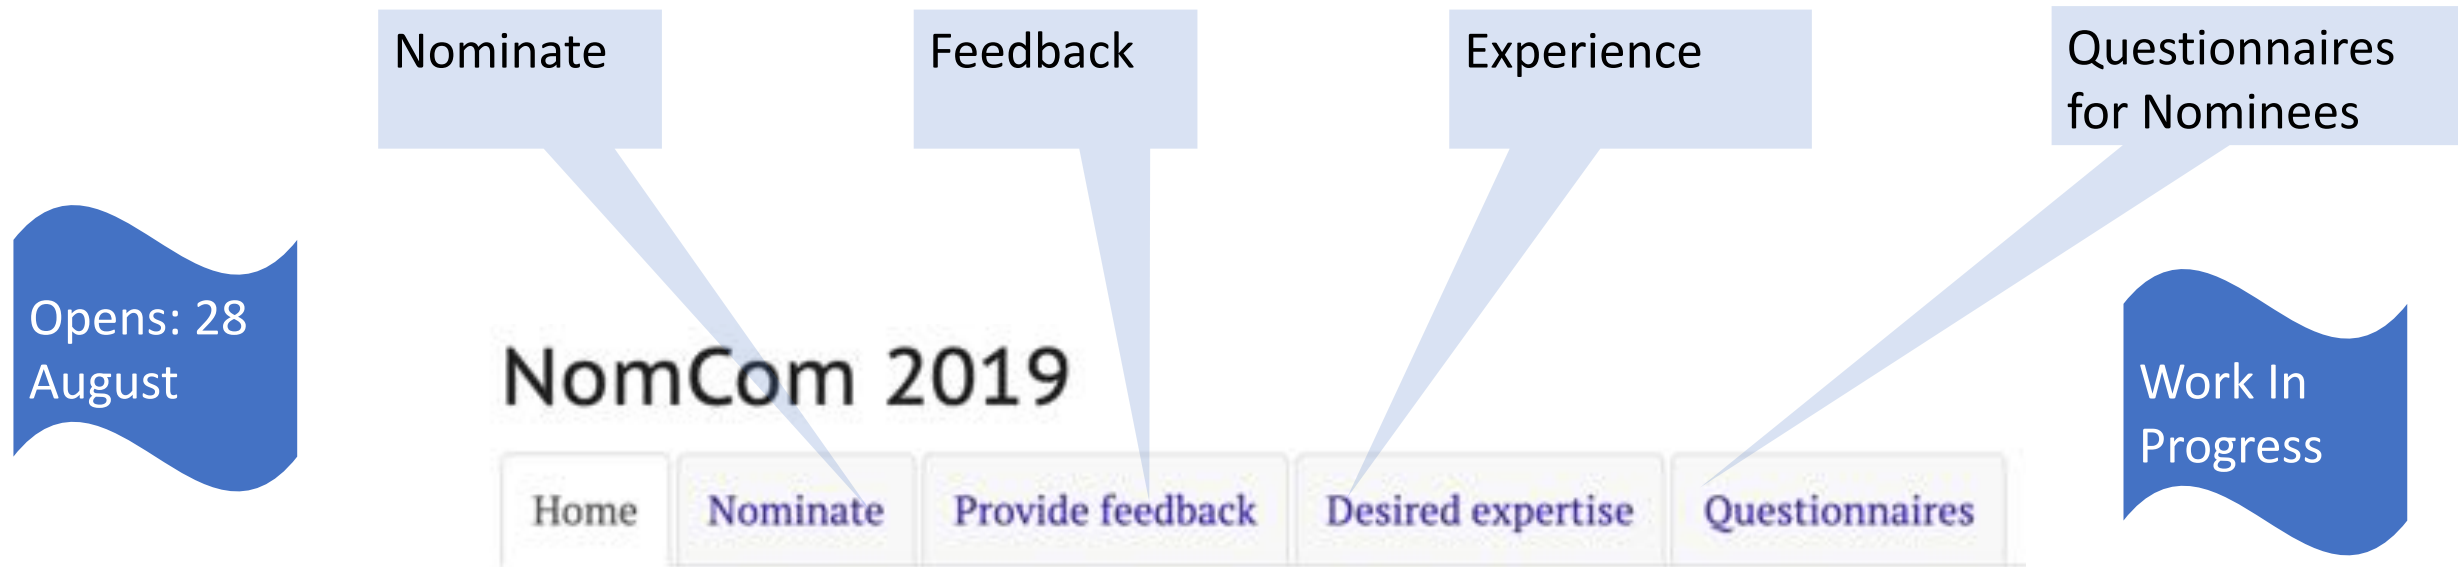 Nominate
Feedback
Experience
Questionnaires
for Nominees
Opens: 28
August
NomCom 2019
Work In
Progress
Home
Nominate
Provide feedback
Desired expertise
Questionnaires